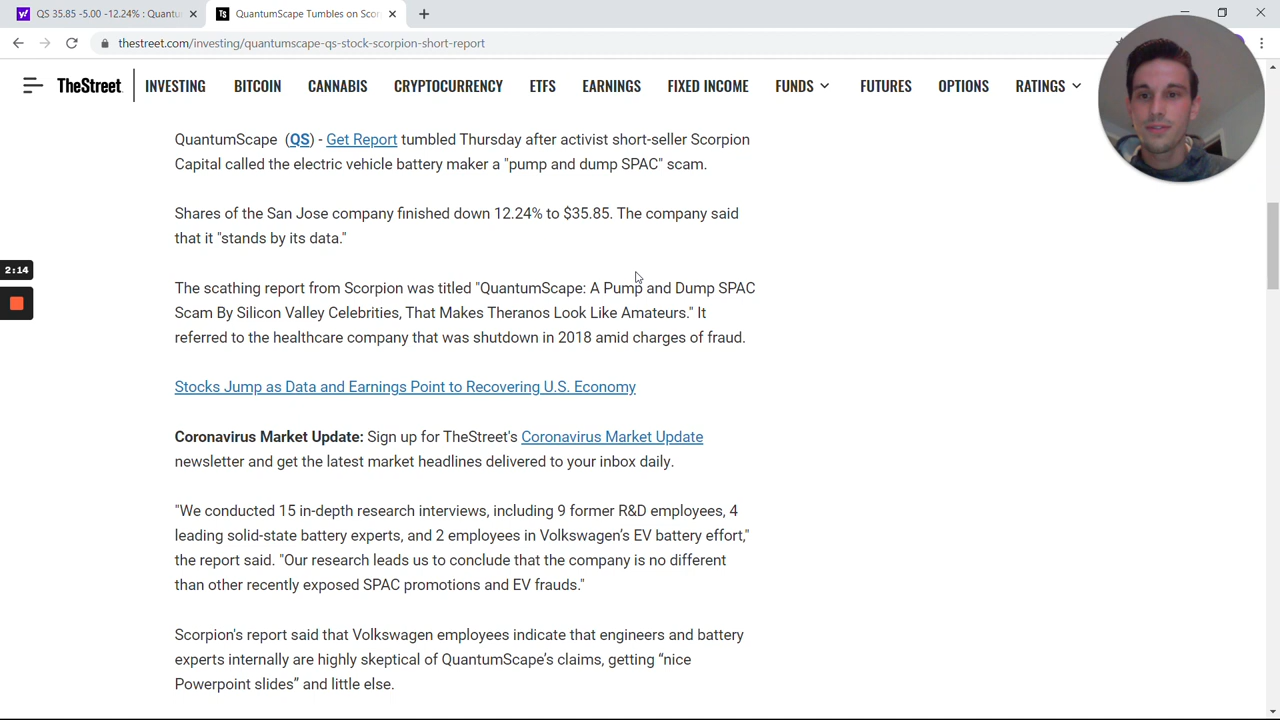 QS 35.85 -5.00 -12.24% : Quantu
QuantumScape Tumbles on Scor
thestreet.com/investing/quantumscape-qs-stock-scorpion-short-report
TheStreet INVESTING BITCOIN CANNABIS CRYPTOCURRENCY ETFS EARNINGS FIXED INCOME FUNDS FUTURES OPTIONS RATINGS
QuantumScape (QS) - Get Report tumbled Thursday after activist short-seller Scorpion
Capital called the electric vehicle battery maker a "pump and dump SPAC" scam.
Shares of the San Jose company finished down 12.24% to $35.85. The company said
that it "stands by its data."
2:14
The scathing report from Scorpion was titled "QuantumScape: A Pump and Dump SPAC
Scam By Silicon Valley Celebrities, That Makes Theranos Look Like Amateurs." It
referred to the healthcare company that was shutdown in 2018 amid charges of fraud.
Stocks Jump as Data and Earnings Point to Recovering U.S. Economy
Coronavirus Market Update: Sign up for TheStreet's Coronavirus Market Update
newsletter and get the latest market headlines delivered to your inbox daily.
"We conducted 15 in-depth research interviews, including 9 former R&D employees, 4
leading solid-state battery experts, and 2 employees in Volkswagen’s EV battery effort,"
the report said. "Our research leads us to conclude that the company is no different
than other recently exposed SPAC promotions and EV frauds."
Scorpion's report said that Volkswagen employees indicate that engineers and battery
experts internally are highly skeptical of QuantumScape’s claims, getting “nice
Powerpoint slides” and little else.